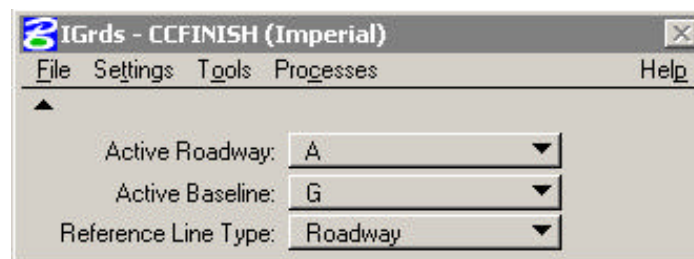 IGrds - CCFINISH (Imperial)
File Settings Tools Processes Help
Active Roadway: A
Active Baseline: G
Reference Line Type: Roadway